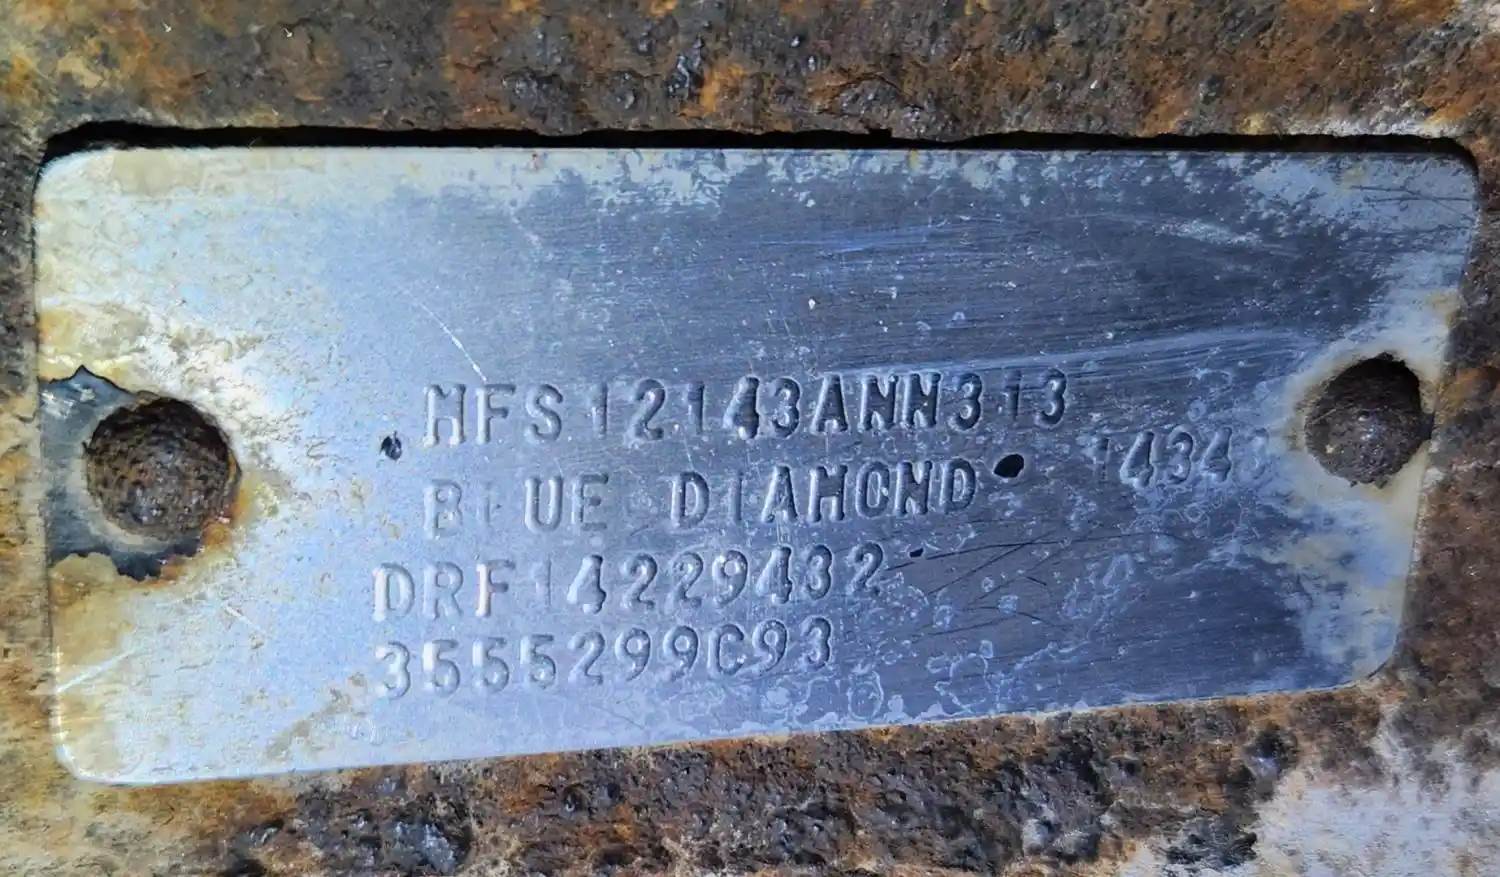 MFS12143ANN313
BLUE DIAMOND 1434
DRF14229432
3555299C93